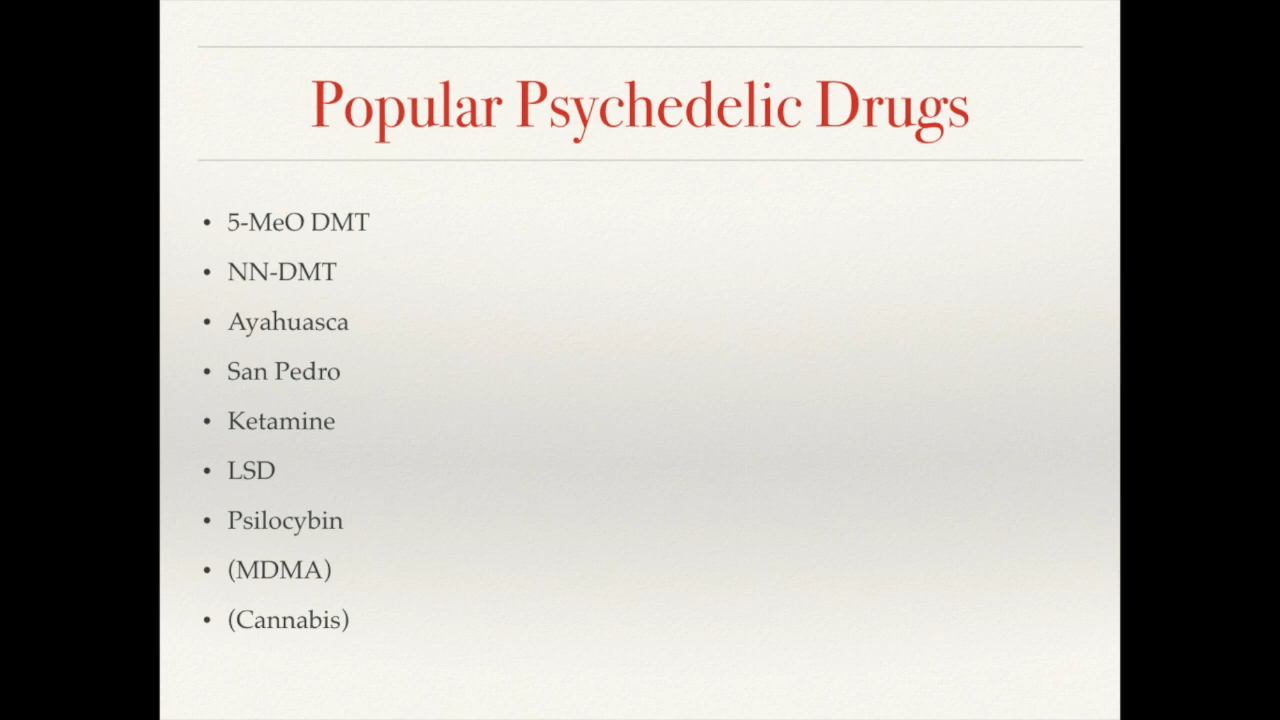 Popular Psychedelic Drugs
• 5-MeO DMT
• NN-DMT
• Ayahuasca
• San Pedro
• Ketamine
• LSD
• Psilocybin
• (MDMA)
• (Cannabis)